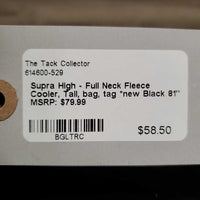 The Tack Collector
614600-529
Supra High - Full Neck Fleece
Cooler, Tall, bag, tag *new Black 81"
MSRP: $79.99
$58.50
BGLTRC